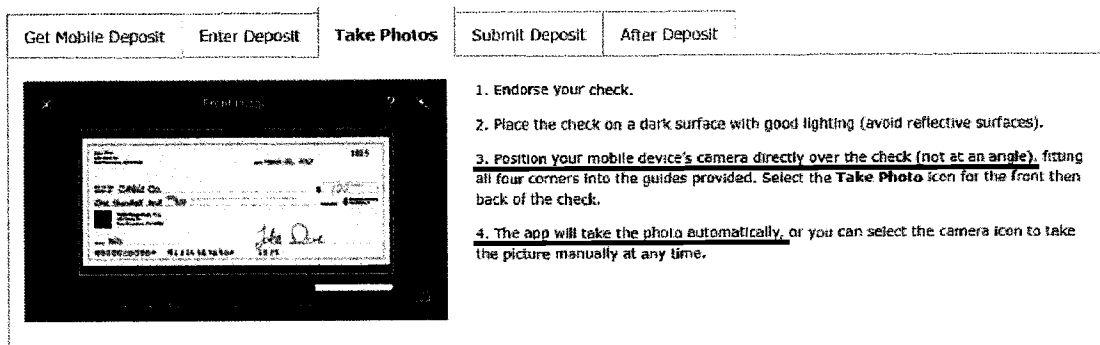 Get Mobile Deposit
Enter Deposit
Take Photos
Submit Deposit
After Deposit
Front
?
1025
$
John Doe
1. Endorse your check.
2. Place the check on a dark surface with good lighting (avoid reflective surfaces).
3. Position your mobile device's camera directly over the check (not at an angle), fitting
all four corners into the guides provided. Select the Take Photo icon for the front then
back of the check.
4. The app will take the photo automatically, or you can select the camera icon to take
the picture manually at any time.